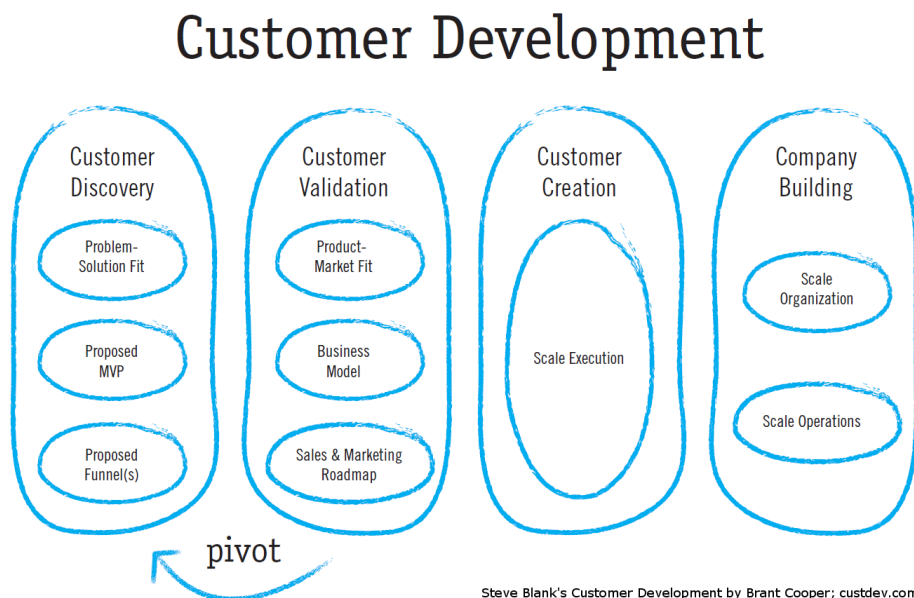 Customer Development
Customer
Discovery
Problem-
Solution Fit
Proposed
MVP
Proposed
Funnel(s)
Customer
Validation
Product-
Market Fit
Business
Model
Sales & Marketing
Roadmap
Customer
Creation
Scale Execution
Company
Building
Scale
Organization
Scale Operations
pivot
Steve Blank's Customer Development by Brant Cooper; custdev.com